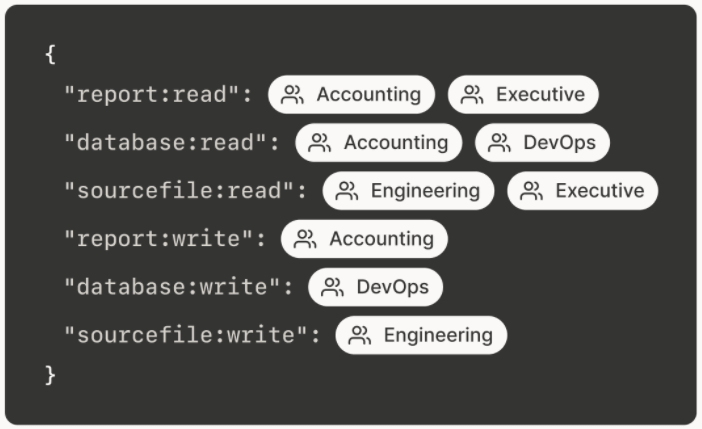 {
"report:read": Accounting Executive
"database:read": Accounting DevOps
"sourcefile:read": Engineering Executive
"report:write": Accounting
"database:write": DevOps
"sourcefile:write": Engineering
}